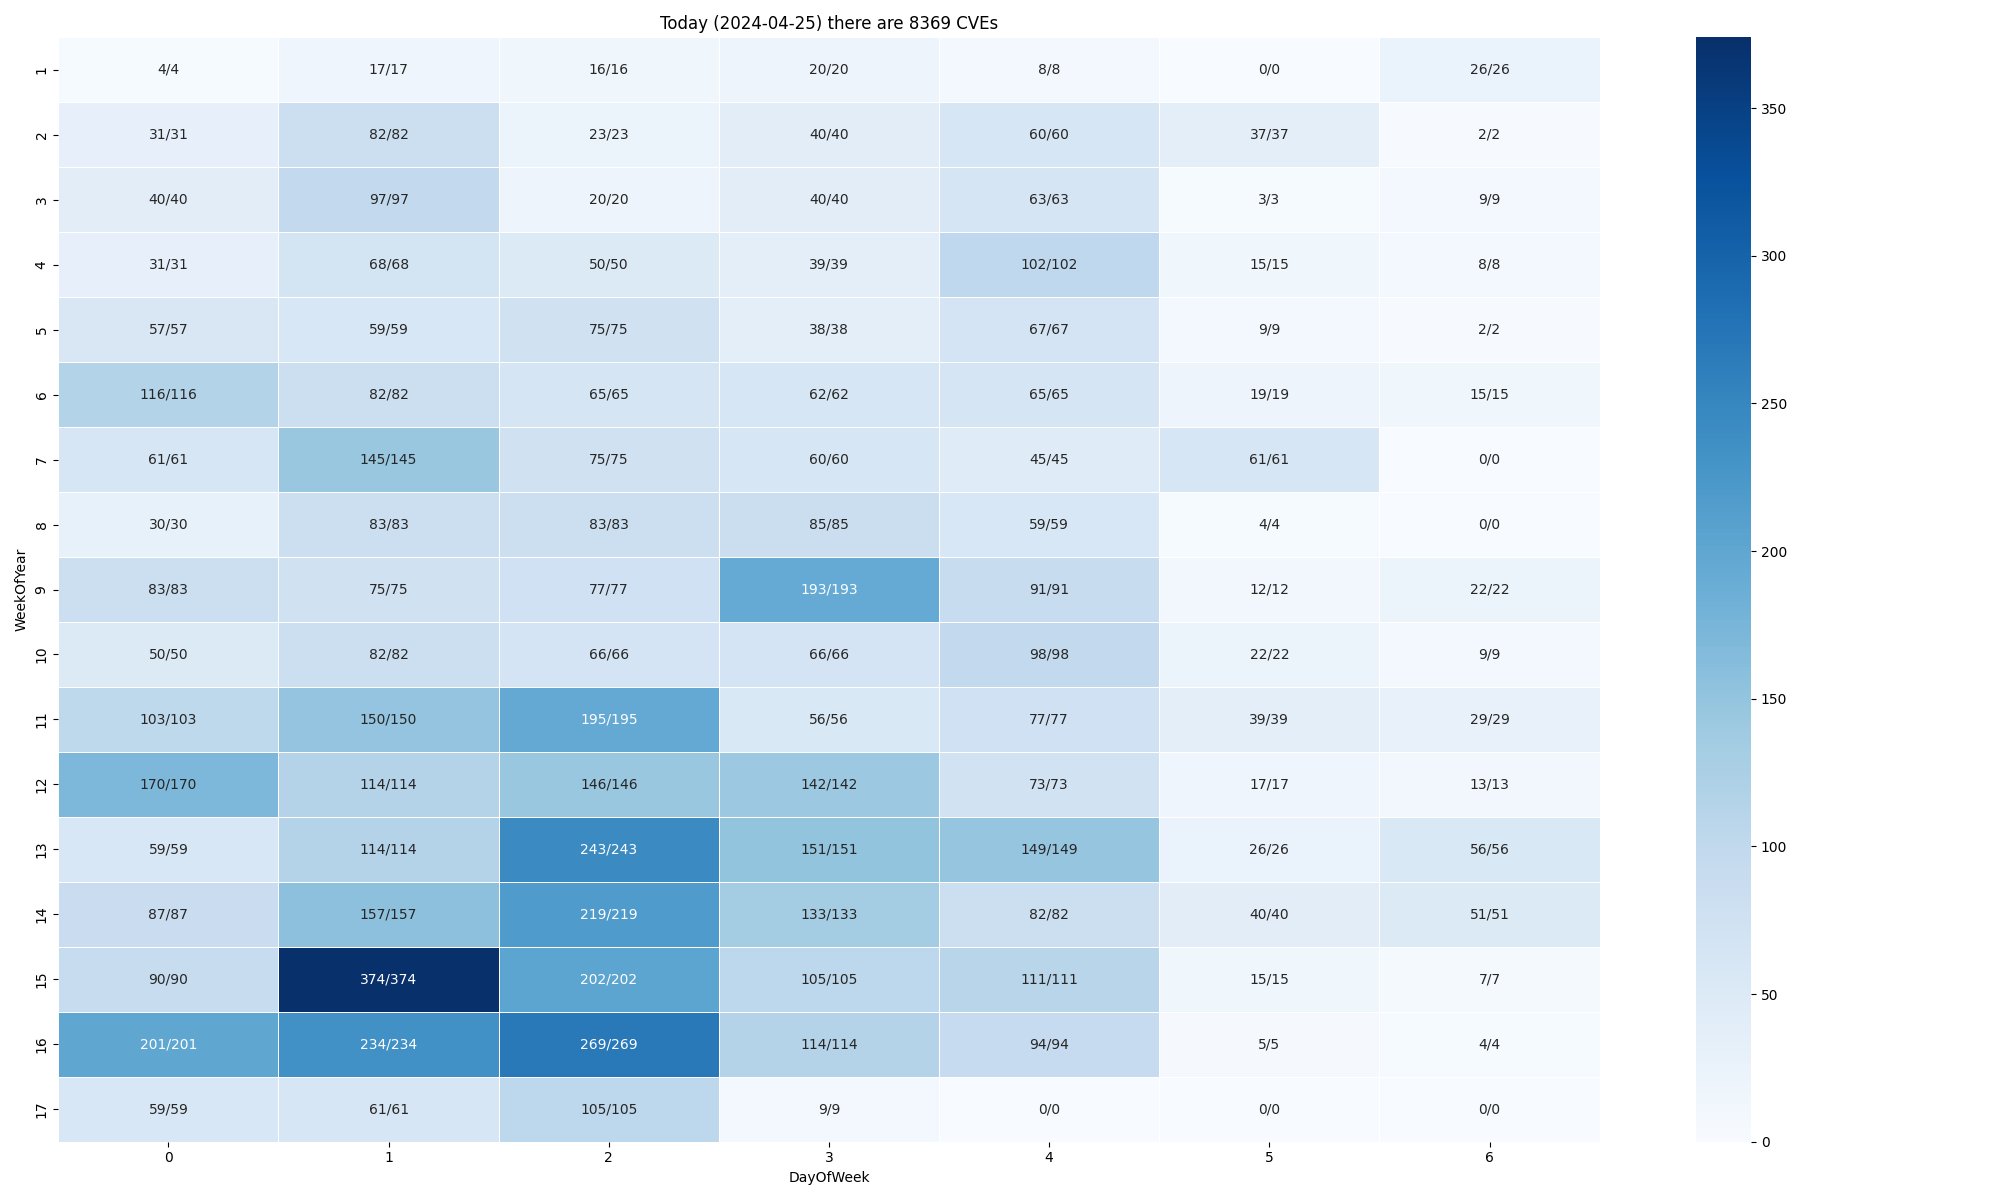 Today (2024-04-25) there are 8369 CVEs
WeekOfYear
1 4/4 17/17 16/16 20/20 8/8 0/0 26/26
2 31/31 82/82 23/23 40/40 60/60 37/37 2/2
3 40/40 97/97 20/20 40/40 63/63 3/3 9/9
4 31/31 68/68 50/50 39/39 102/102 15/15 8/8
5 57/57 59/59 75/75 38/38 67/67 9/9 2/2
6 116/116 82/82 65/65 62/62 65/65 19/19 15/15
7 61/61 145/145 75/75 60/60 45/45 61/61 0/0
8 30/30 83/83 83/83 85/85 59/59 4/4 0/0
9 83/83 75/75 77/77 193/193 91/91 12/12 22/22
10 50/50 82/82 66/66 66/66 98/98 22/22 9/9
11 103/103 150/150 195/195 56/56 77/77 39/39 29/29
12 170/170 114/114 146/146 142/142 73/73 17/17 13/13
13 59/59 114/114 243/243 151/151 149/149 26/26 56/56
14 87/87 157/157 219/219 133/133 82/82 40/40 51/51
15 90/90 374/374 202/202 105/105 111/111 15/15 7/7
16 201/201 234/234 269/269 114/114 94/94 5/5 4/4
17 59/59 61/61 105/105 9/9 0/0 0/0 0/0
0 1 2 3 4 5 6
DayOfWeek
350
300
250
200
150
100
50
0